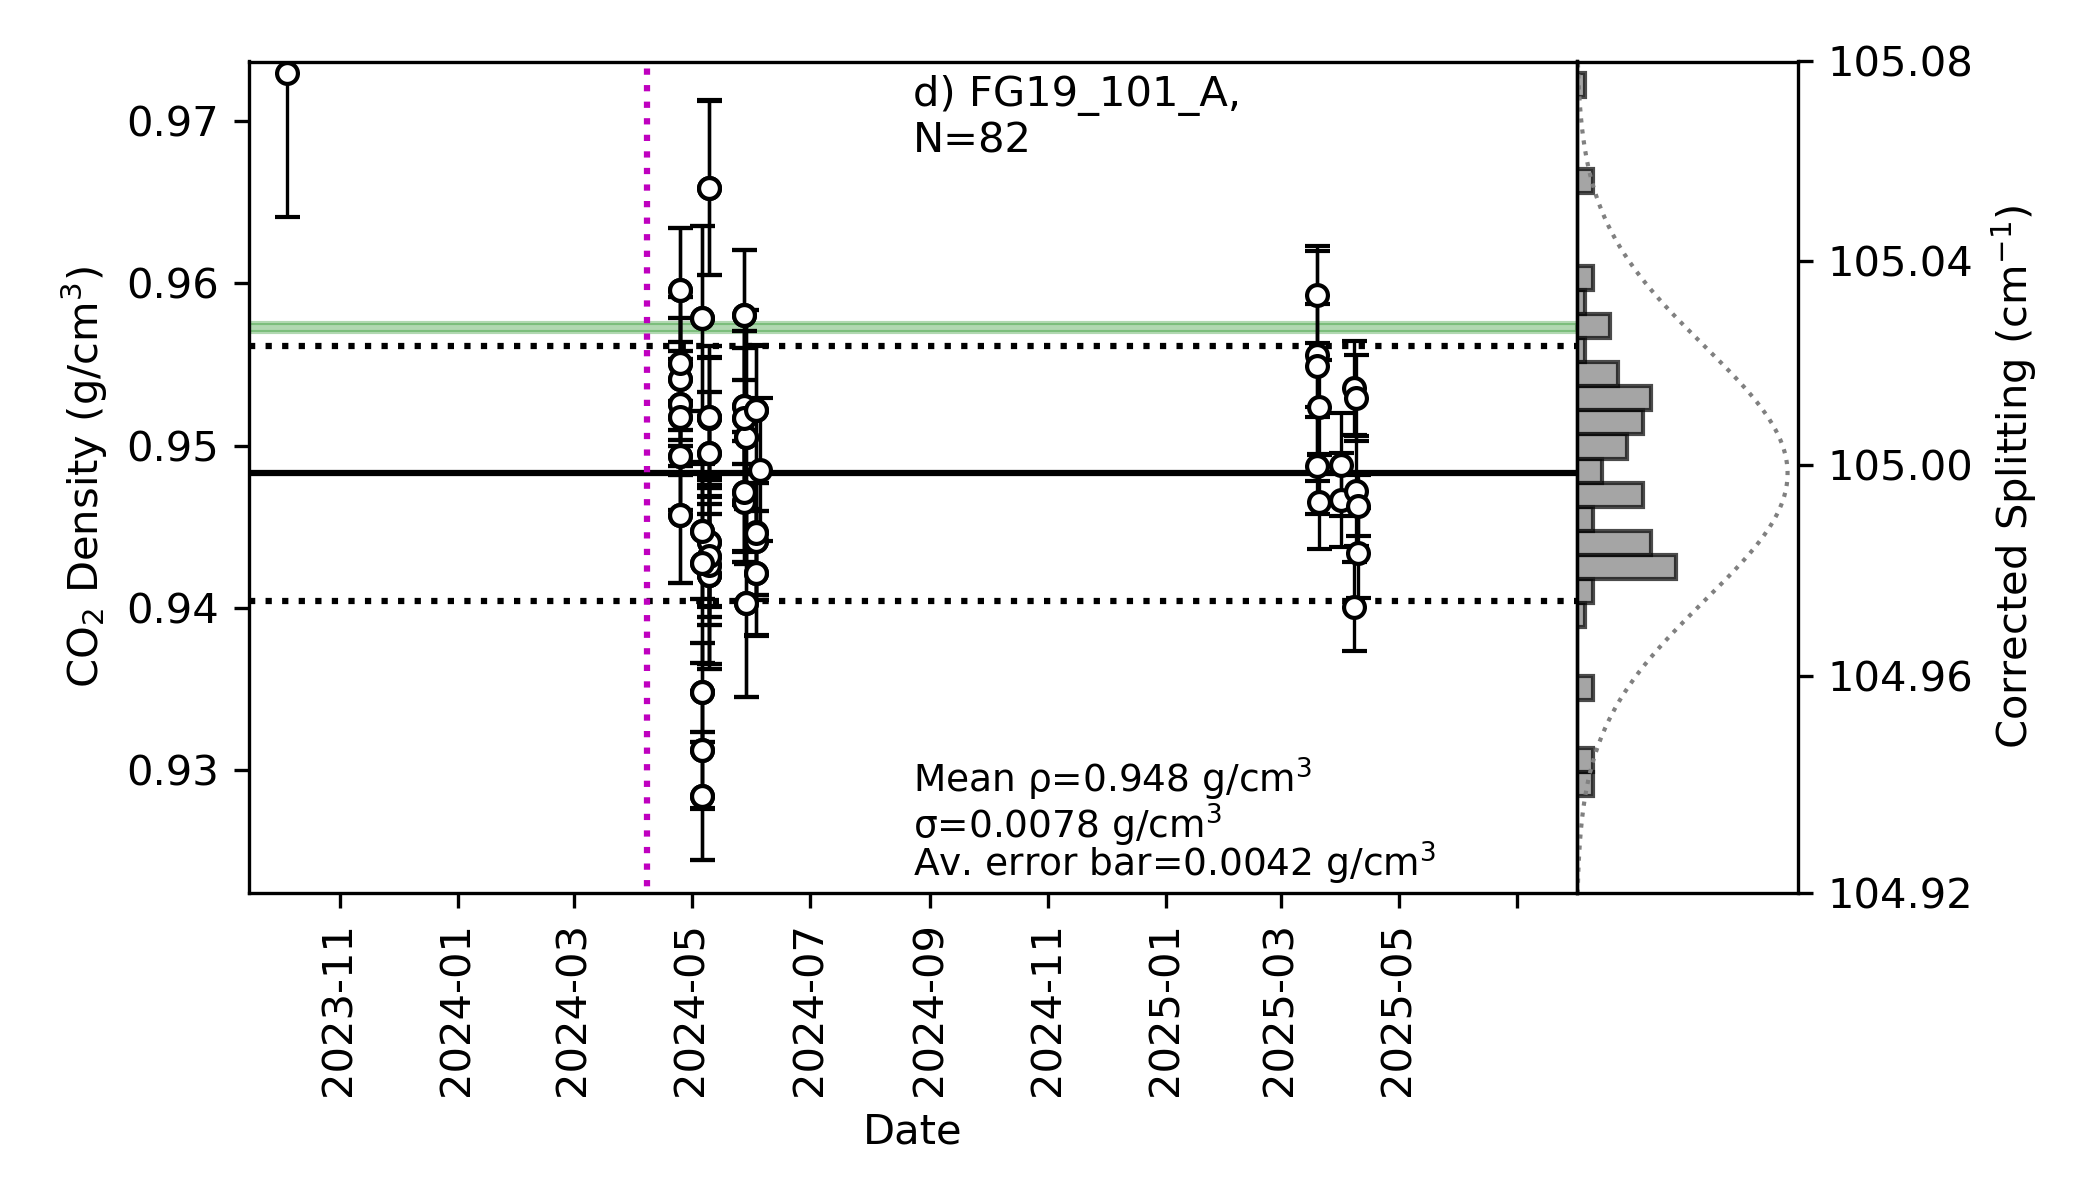 d) FG19_101_A,
N=82
CO₂ Density (g/cm³)
0.97
0.96
0.95
0.94
0.93
Mean ρ=0.948 g/cm³
σ=0.0078 g/cm³
Av. error bar=0.0042 g/cm³
105.08
105.04
105.00
104.96
104.92
Corrected Splitting (cm⁻¹)
2023-11
2024-01
2024-03
2024-05
2024-07
2024-09
2024-11
2025-01
2025-03
2025-05
Date